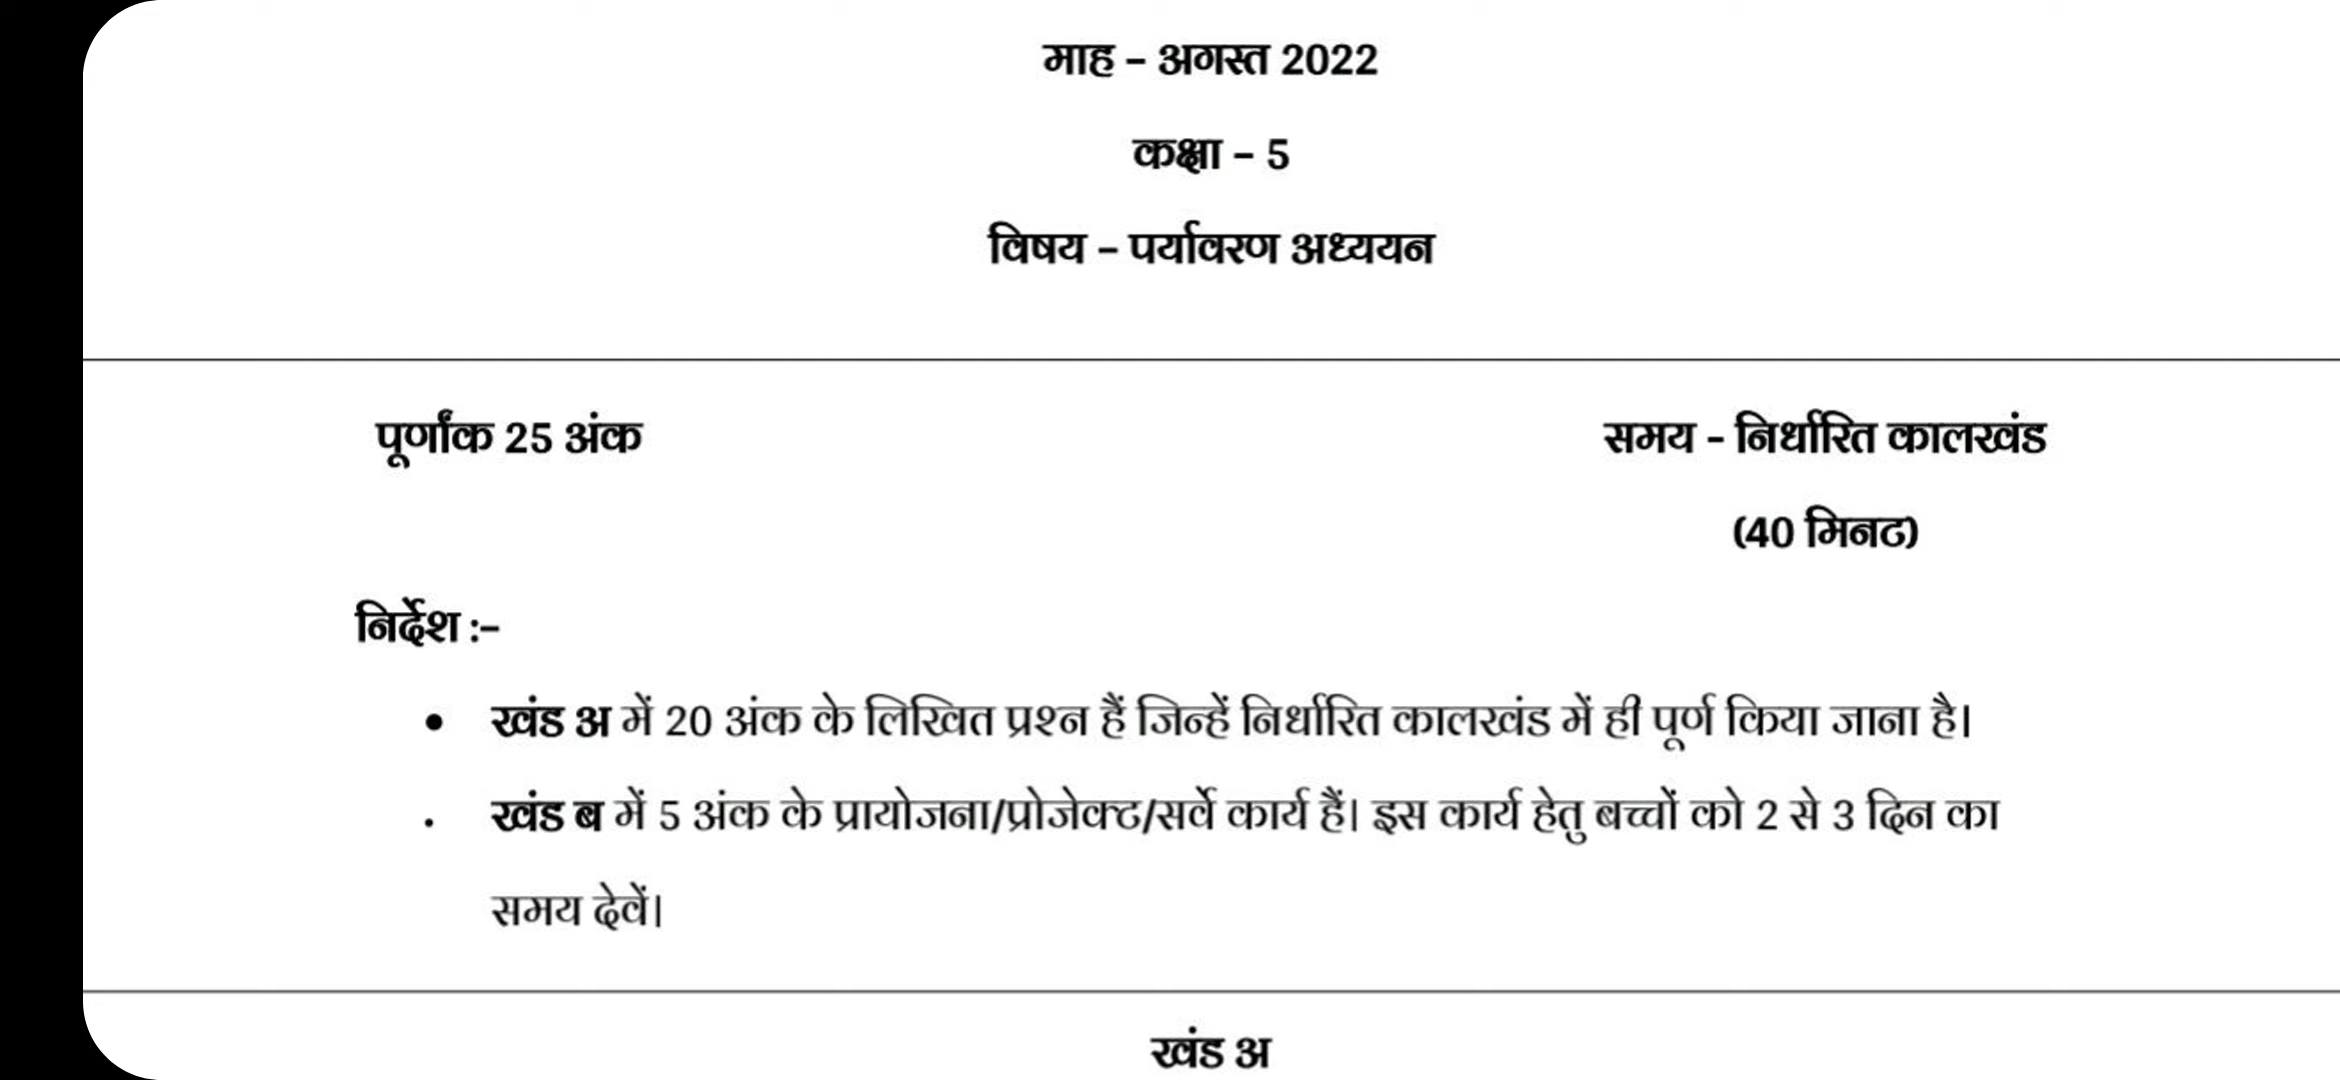 माह – अगस्त 2022
कक्षा – 5
विषय – पर्यावरण अध्ययन
पूर्णांक 25 अंक
समय - निर्धारित कालखंड
(40 मिनट)
निर्देश :–
• खंड अ में 20 अंक के लिखित प्रश्न हैं जिन्हें निर्धारित कालखंड में ही पूर्ण किया जाना है।
• खंड ब में 5 अंक के प्रायोजना/प्रोजेक्ट/सर्वे कार्य हैं। इस कार्य हेतु बच्चों को 2 से 3 दिन का
समय देवें।
खंड अ